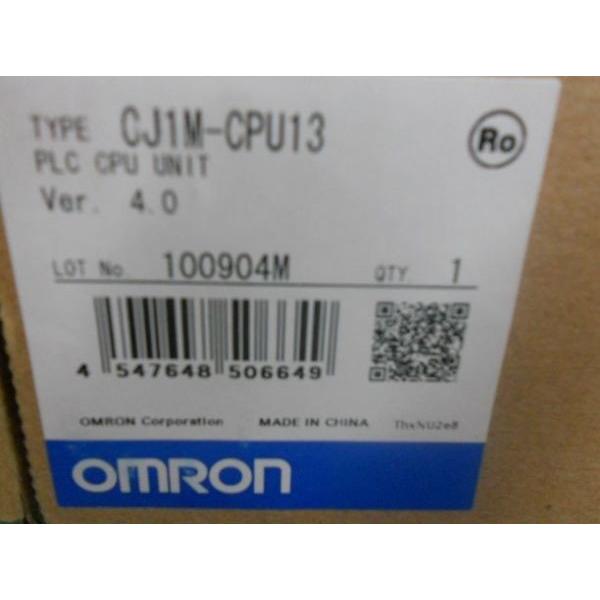 TYPE CJ1M-CPU13
Ro
PLC CPU UNIT
Ver. 4.0
LOT No. 100904M QTY. 1
4 547648 506649
OMRON Corporation MADE IN CHINA ThxNU2e8
OMRON